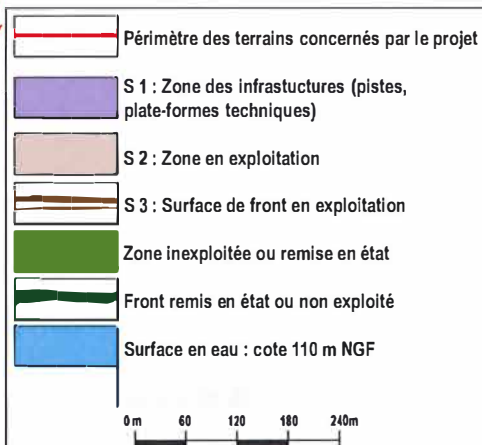 Périmètre des terrains concernés par le projet
S 1 : Zone des infrastuctures (pistes,
plate-formes techniques)
S 2 : Zone en exploitation
S 3 : Surface de front en exploitation
Zone inexploitée ou remise en état
Front remis en état ou non exploité
Surface en eau : cote 110 m NGF
0 m 60 120 180 240m